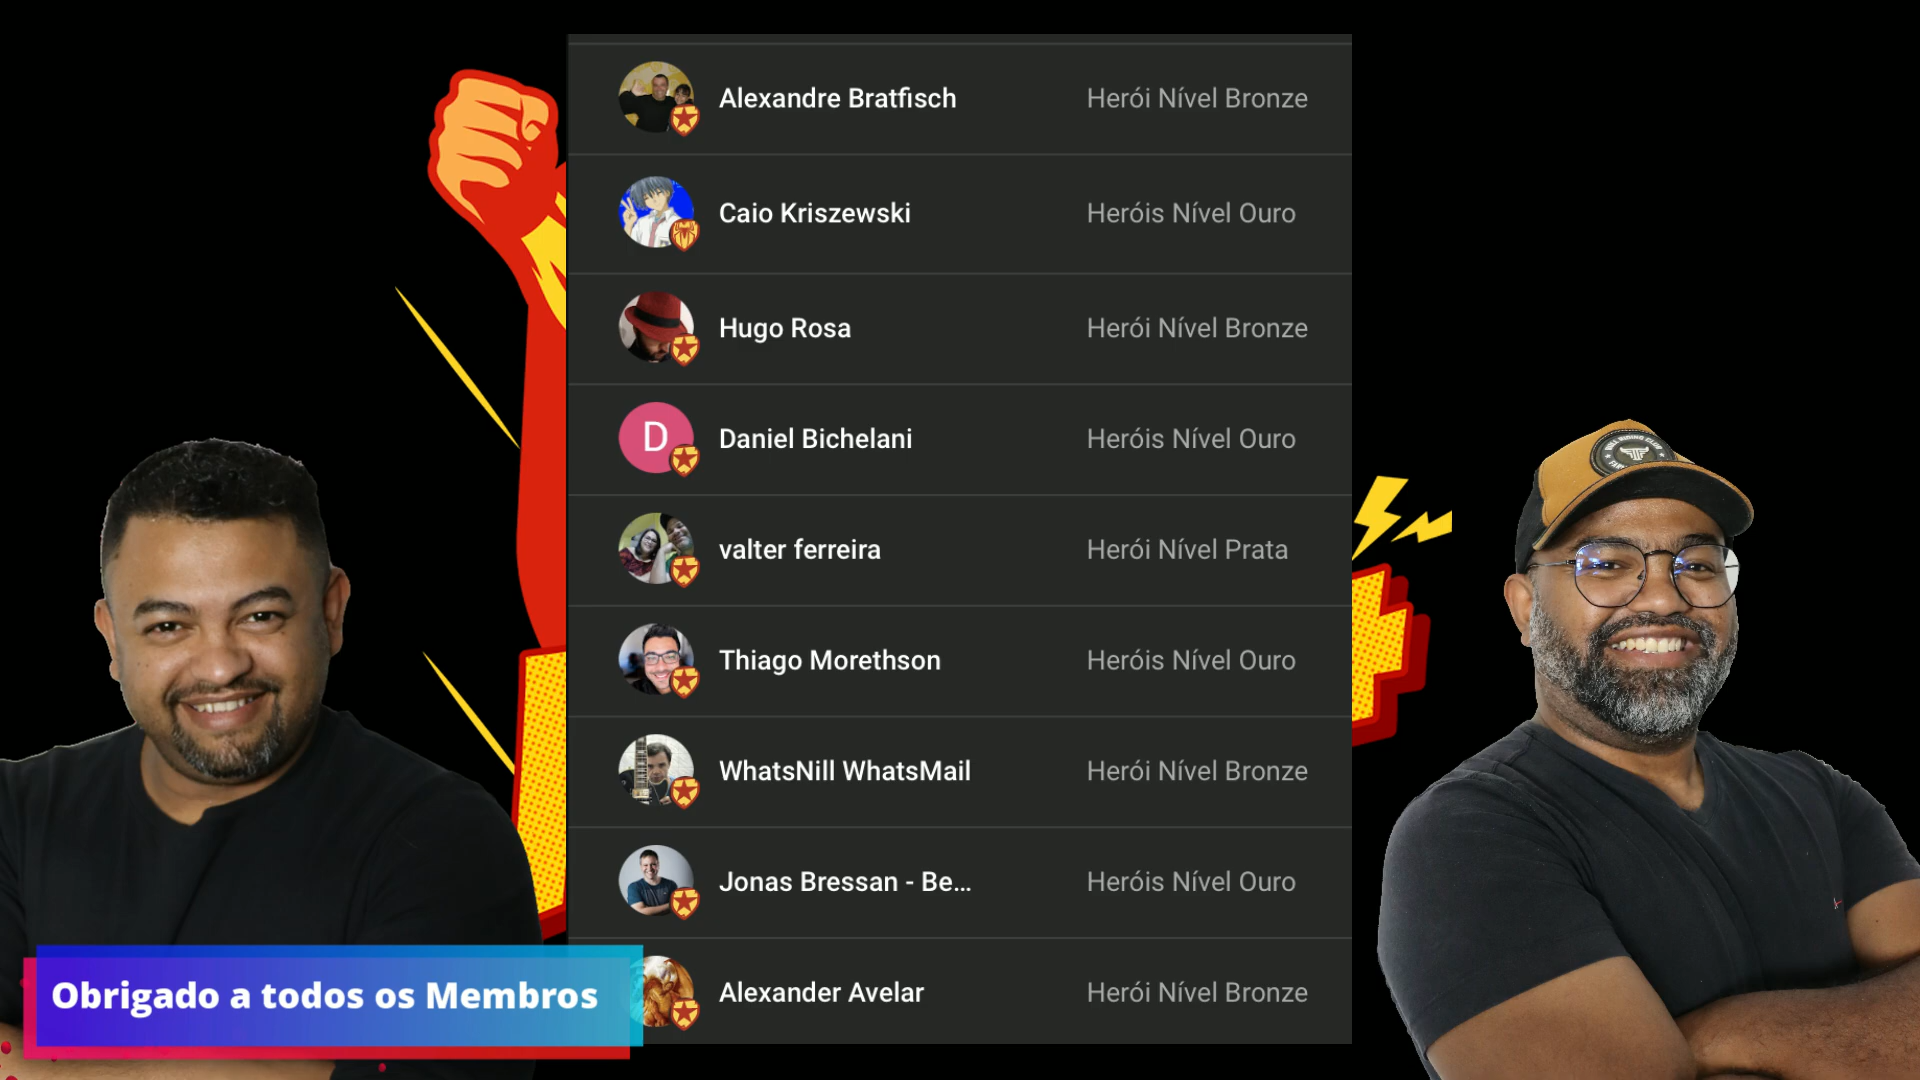 Alexandre Bratfisch Herói Nível Bronze
Caio Kriszewski Heróis Nível Ouro
Hugo Rosa Herói Nível Bronze
D Daniel Bichelani Heróis Nível Ouro
valter ferreira Herói Nível Prata
Thiago Morethson Heróis Nível Ouro
WhatsNill WhatsMail Herói Nível Bronze
Jonas Bressan - Be... Heróis Nível Ouro
Alexander Avelar Herói Nível Bronze
Obrigado a todos os Membros